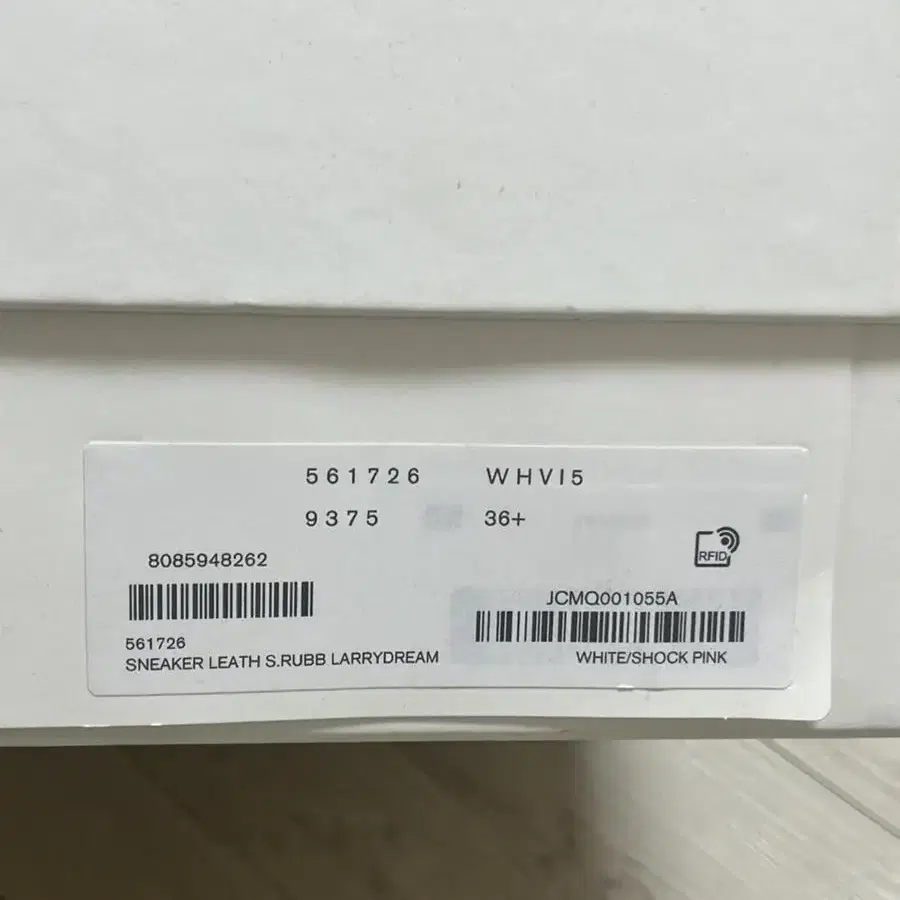 561726 WHVI5
9375 36+
RFID
8085948262
JCMQ001055A
561726
SNEAKER LEATH S.RUBB LARRYDREAM
WHITE/SHOCK PINK